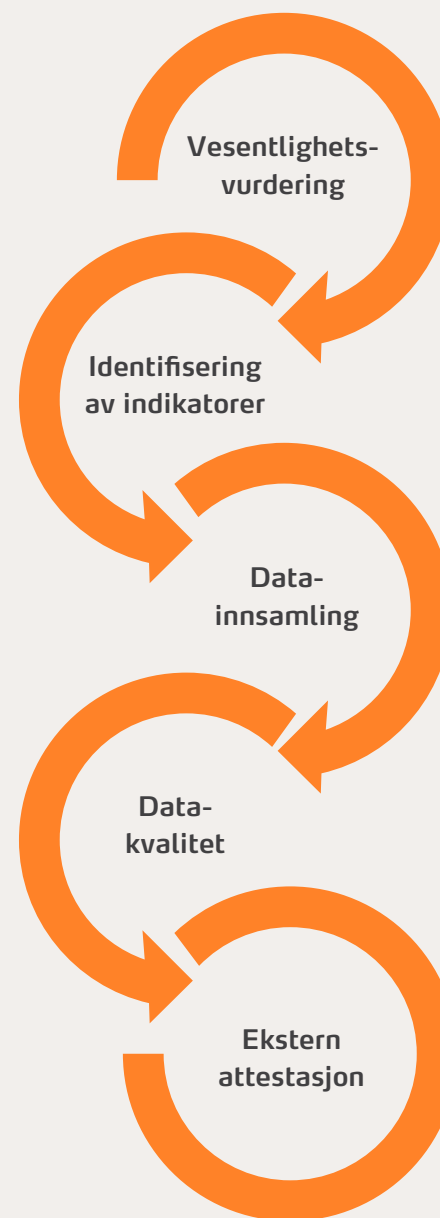 Vesentlighets-
vurdering
Identifisering
av indikatorer
Data-
innsamling
Data-
kvalitet
Ekstern
attestasjon